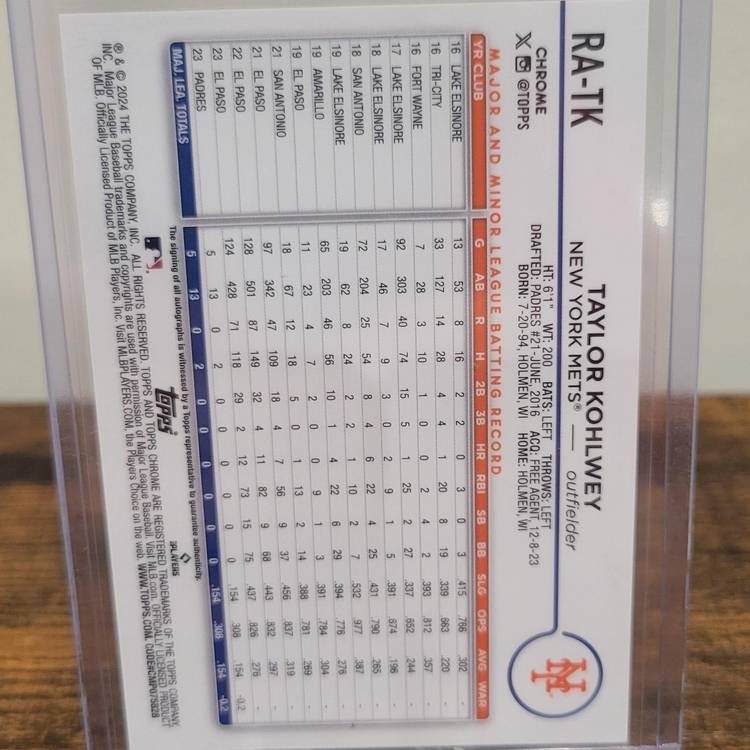 RA-TK
TAYLOR KOHLWEY
NEW YORK METS® — outfielder
CHROME
X @TOPPS
HT: 6'1" WT: 200 BATS: LEFT THROWS: LEFT
DRAFTED: PADRES #21-JUNE, 2016 ACQ: FREE AGENT, 12-8-23
BORN: 7-20-94, HOLMEN, WI HOME: HOLMEN, WI
NY
MAJOR AND MINOR LEAGUE BATTING RECORD
YR CLUB G AB R H 2B 3B HR RBI SB BB SLG OPS AVG WAR
16 LAKE ELSINORE 13 53 8 16 2 2 0 3 0 3 .415 .766 .302 -
16 TRI-CITY 33 127 14 28 4 4 1 20 8 19 .339 .663 .220 -
16 FORT WAYNE 7 28 3 10 1 0 0 2 4 2 .393 .812 .357 -
17 LAKE ELSINORE 92 303 40 74 15 5 1 25 2 27 .337 .652 .244 -
18 LAKE ELSINORE 17 46 7 9 3 0 2 9 1 5 .391 .674 .196 -
18 SAN ANTONIO 72 204 25 54 8 4 6 22 4 25 .431 .790 .265 -
19 LAKE ELSINORE 19 62 8 24 2 2 1 10 2 7 .532 .977 .387 -
19 AMARILLO 65 203 46 56 10 1 4 22 6 29 .394 .778 .276 -
19 EL PASO 11 23 4 7 2 0 0 9 1 3 .391 .784 .304 -
21 SAN ANTONIO 18 67 12 18 5 0 1 13 2 14 .388 .781 .269 -
21 EL PASO 97 342 47 109 18 4 7 56 9 37 .456 .837 .319 -
22 EL PASO 128 501 87 149 32 4 11 82 9 68 .443 .832 .297 -
23 EL PASO 124 428 71 118 29 2 12 73 15 75 .437 .826 .276 -
23 PADRES 5 13 0 2 0 0 0 0 0 0 .154 .308 .154 -0.2
MAJ. LEA. TOTALS 5 13 0 2 0 0 0 0 0 0 .154 .308 .154 -0.2
The signing of all autographs is witnessed by a Topps representative to guarantee authenticity.
topps
PLAYERS
® & © 2024 THE TOPPS COMPANY, INC. ALL RIGHTS RESERVED. TOPPS AND TOPPS CHROME ARE REGISTERED TRADEMARKS OF THE TOPPS COMPANY,
INC. Major League Baseball trademarks and copyrights are used with permission of Major League Baseball. Visit MLB.com. OFFICIALLY LICENSED PRODUCT
OF MLB. Officially Licensed Product of MLB Players, Inc. Visit MLBPLAYERS.COM, the Players Choice on the web. WWW.TOPPS.COM.